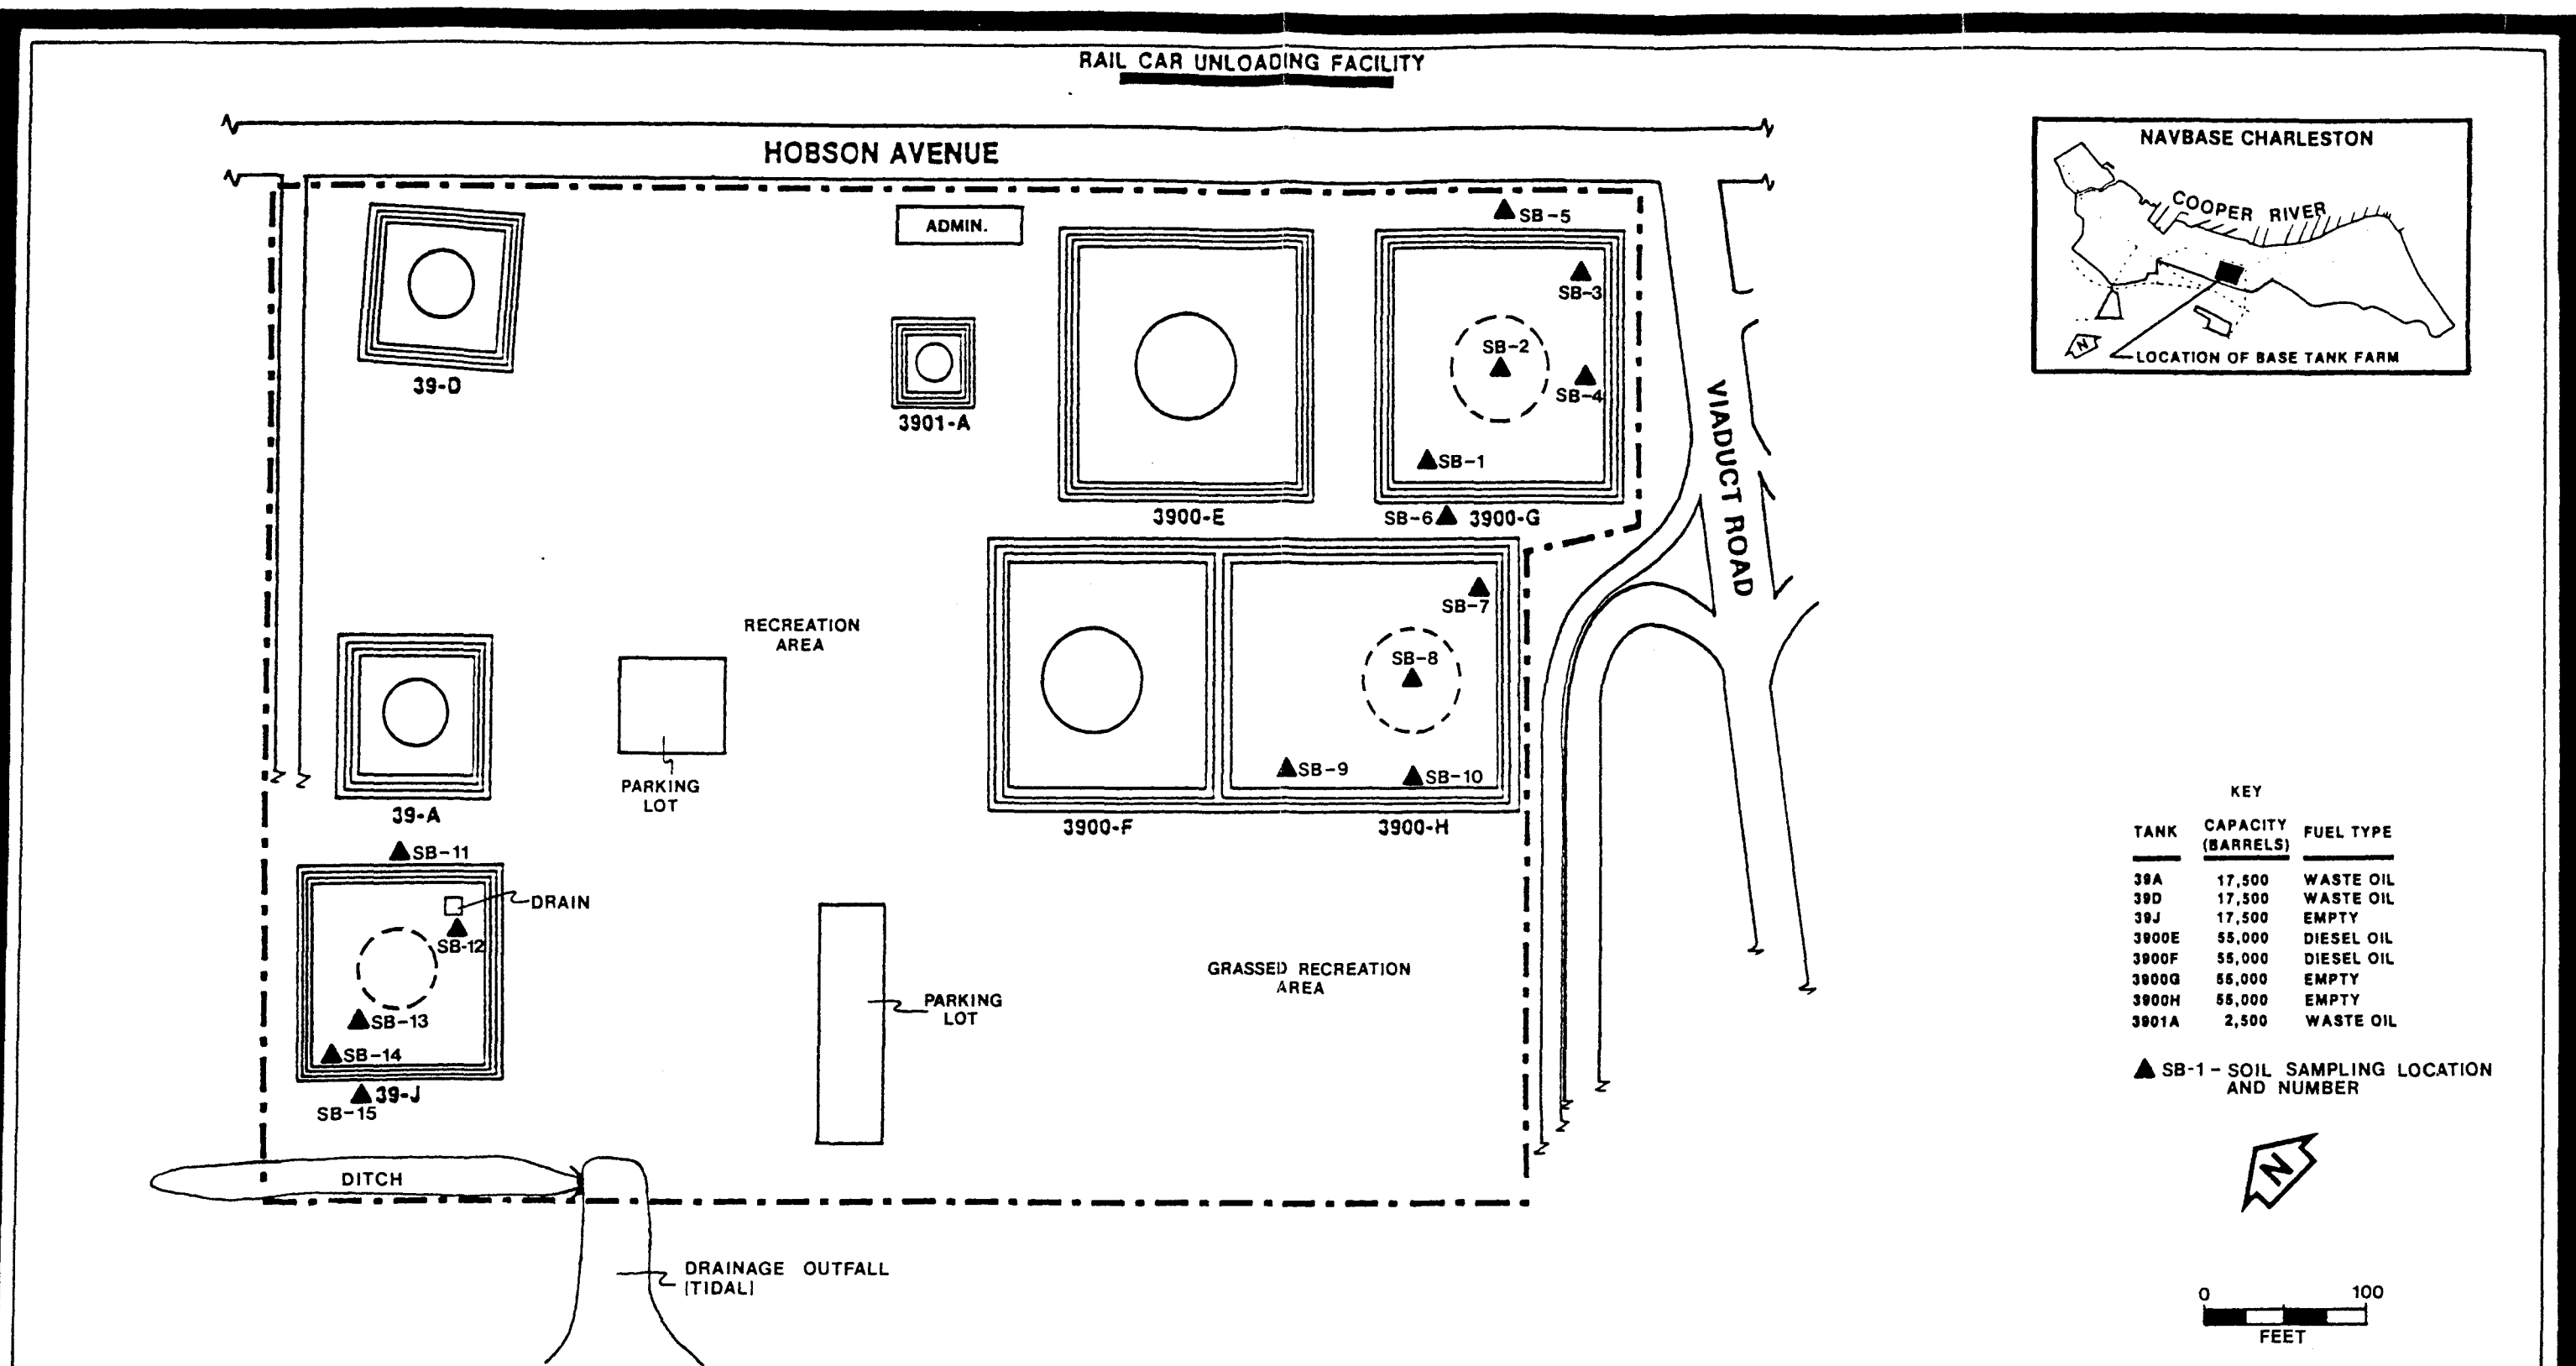 RAIL CAR UNLOADING FACILITY
HOBSON AVENUE
NAVBASE CHARLESTON
COOPER RIVER
N
LOCATION OF BASE TANK FARM
ADMIN.
SB-5
SB-3
SB-2
SB-4
SB-1
39-D
3901-A
3900-E
SB-6
3900-G
VIADUCT ROAD
SB-7
RECREATION
AREA
SB-8
SB-9
SB-10
PARKING
LOT
39-A
3900-F
3900-H
SB-11
DRAIN
SB-12
SB-13
SB-14
39-J
SB-15
PARKING
LOT
GRASSED RECREATION
AREA
DITCH
DRAINAGE OUTFALL
(TIDAL)
KEY
TANK CAPACITY (BARRELS) FUEL TYPE
39A 17,500 WASTE OIL
39D 17,500 WASTE OIL
39J 17,500 EMPTY
3900E 55,000 DIESEL OIL
3900F 55,000 DIESEL OIL
3900G 55,000 EMPTY
3900H 55,000 EMPTY
3901A 2,500 WASTE OIL
SB-1 - SOIL SAMPLING LOCATION
AND NUMBER
N
0 100
FEET